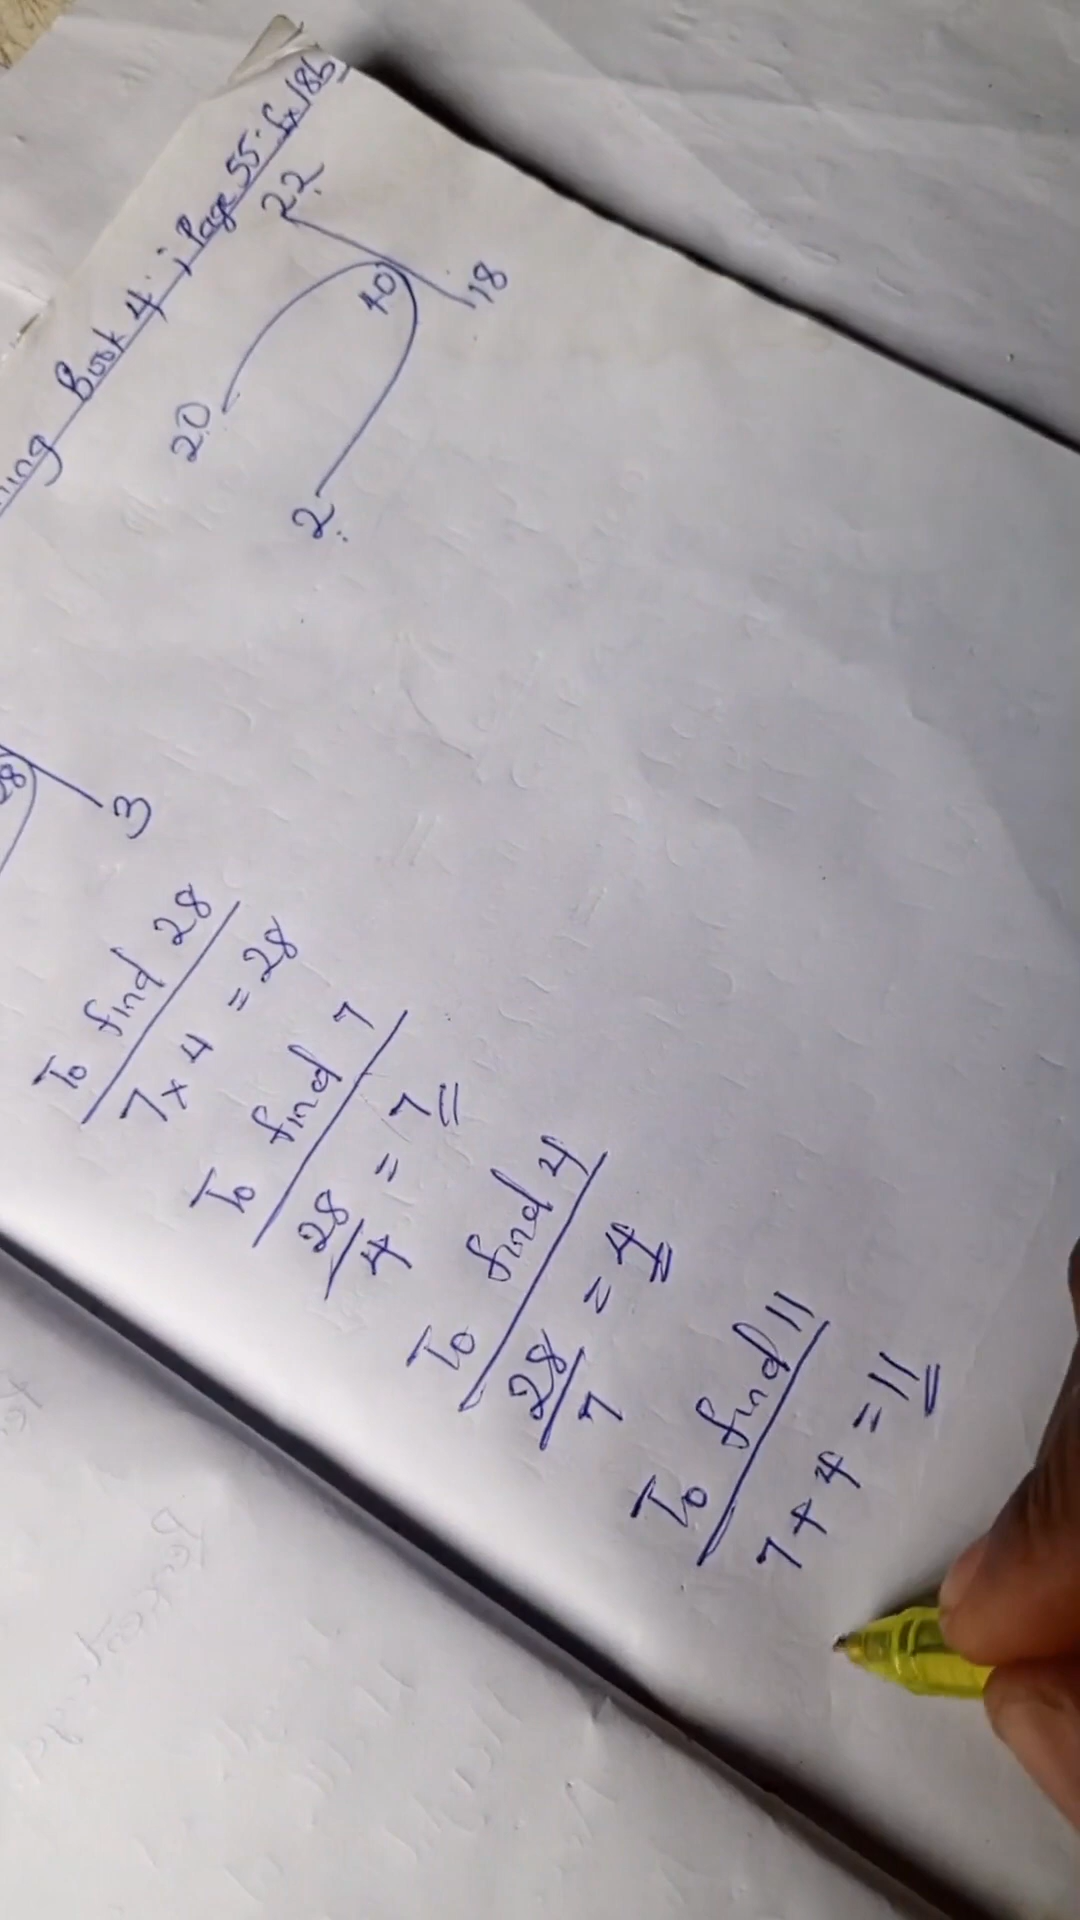 Book 4 ; Page 55: Ex 18b
22
20
40
18
2
28
3
To find 28
7 x 4 = 28
To find 7
28/4 = 7
To find 4
28/7 = 4
To find 11
7 + 4 = 11